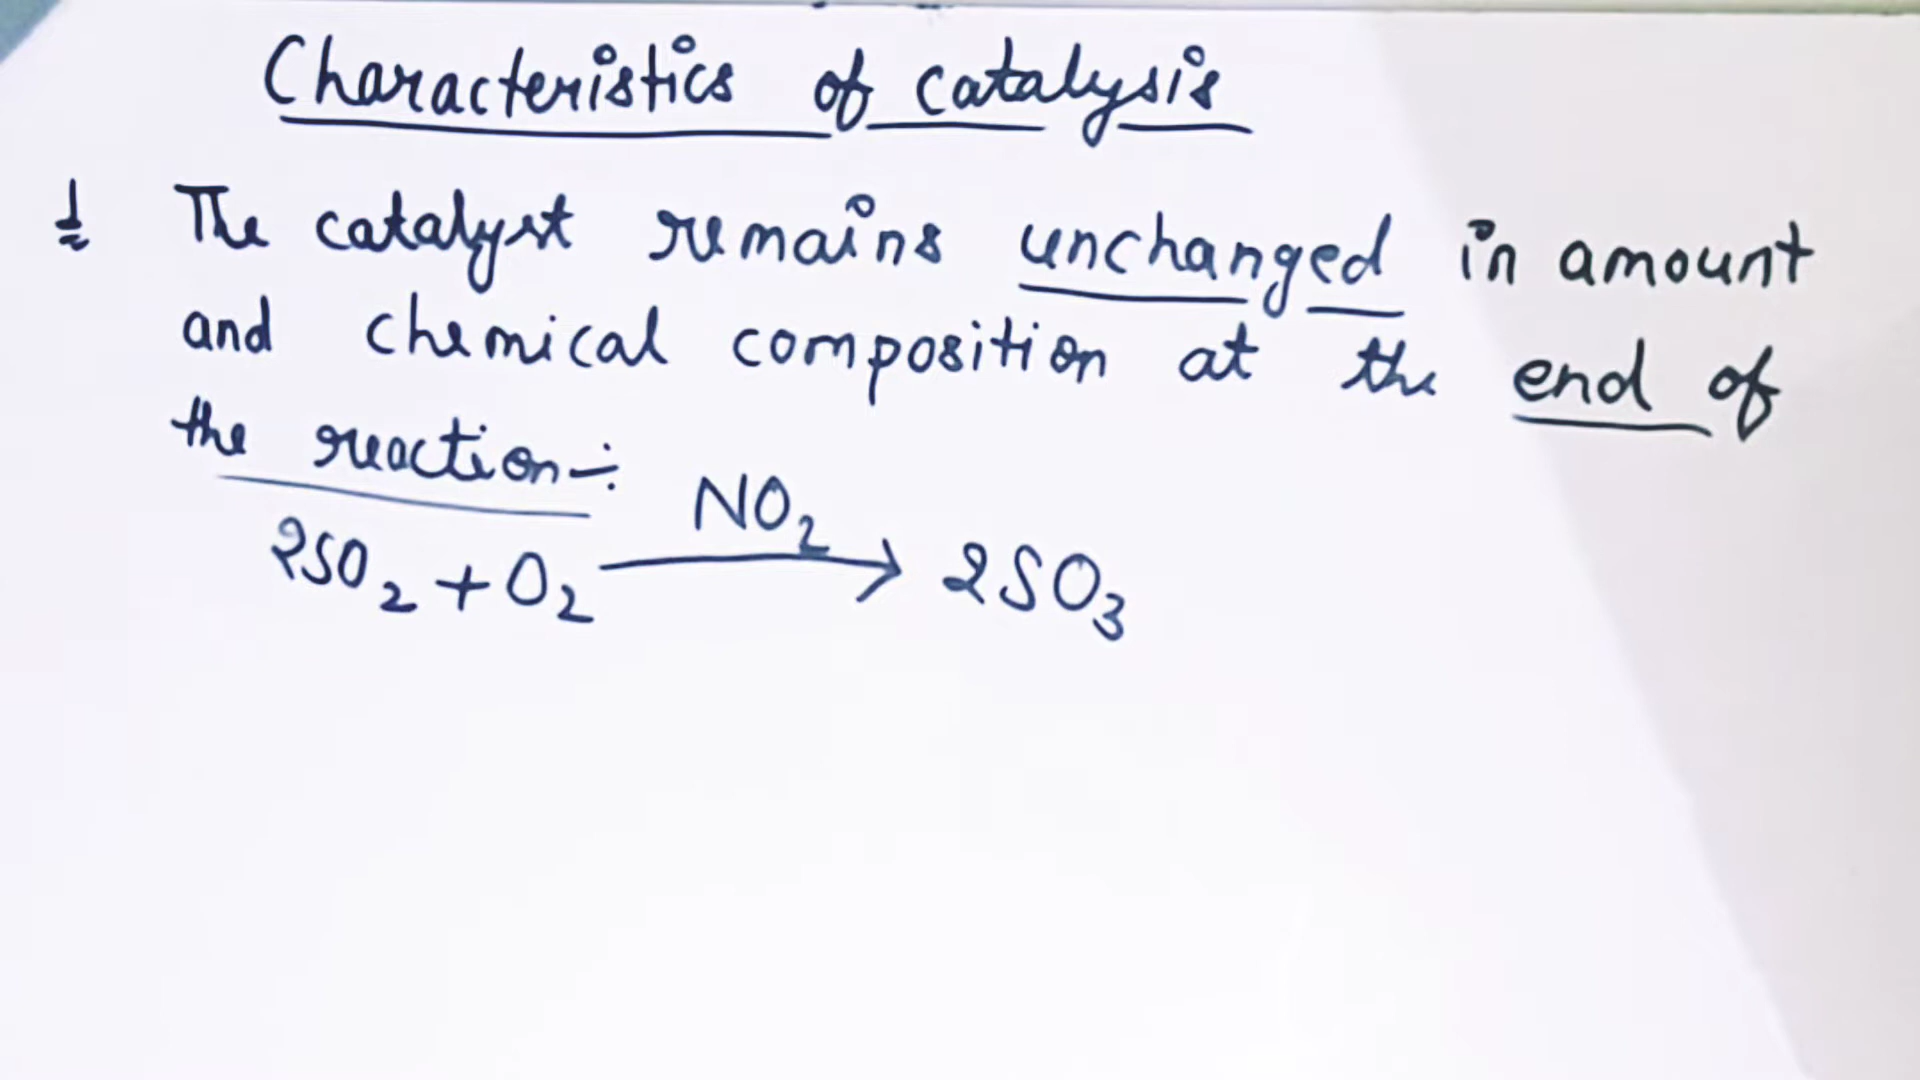 Characteristics of catalysis
1 The catalyst remains unchanged in amount
and chemical composition at the end of
the reaction÷
2SO₂ + O₂ NO₂ → 2SO₃